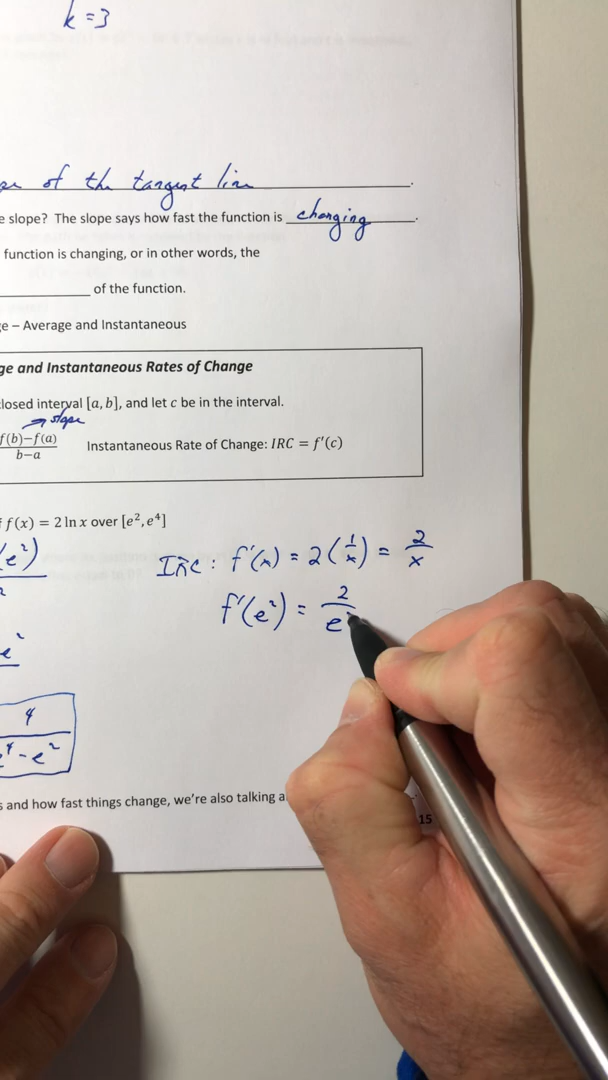 k=3
of the tangent line.
e slope? The slope says how fast the function is changing.
function is changing, or in other words, the
of the function.
ge – Average and Instantaneous
ge and Instantaneous Rates of Change
losed interval [a, b], and let c be in the interval.
→ slope
f(b)−f(a)
b−a
Instantaneous Rate of Change: IRC = f'(c)
f f(x) = 2 ln x over [e², e⁴]
(e²)
IRC: f'(x) = 2(1/x) = 2/x
f'(e²) = 2/e
4
-e²
s and how fast things change, we're also talking a
15